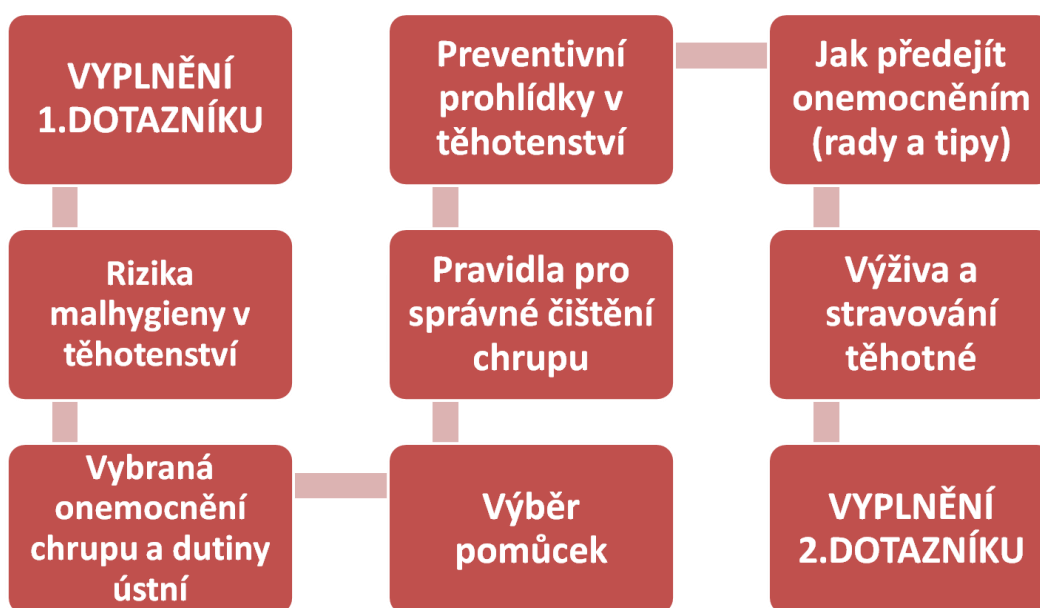 VYPLNĚNÍ
1.DOTAZNÍKU
Rizika
malhygieny v
těhotenství
Vybraná
onemocnění
chrupu a dutiny
ústní
Výběr
pomůcek
Pravidla pro
správné čištění
chrupu
Preventivní
prohlídky v
těhotenství
Jak předejít
onemocněním
(rady a tipy)
Výživa a
stravování
těhotné
VYPLNĚNÍ
2.DOTAZNÍKU